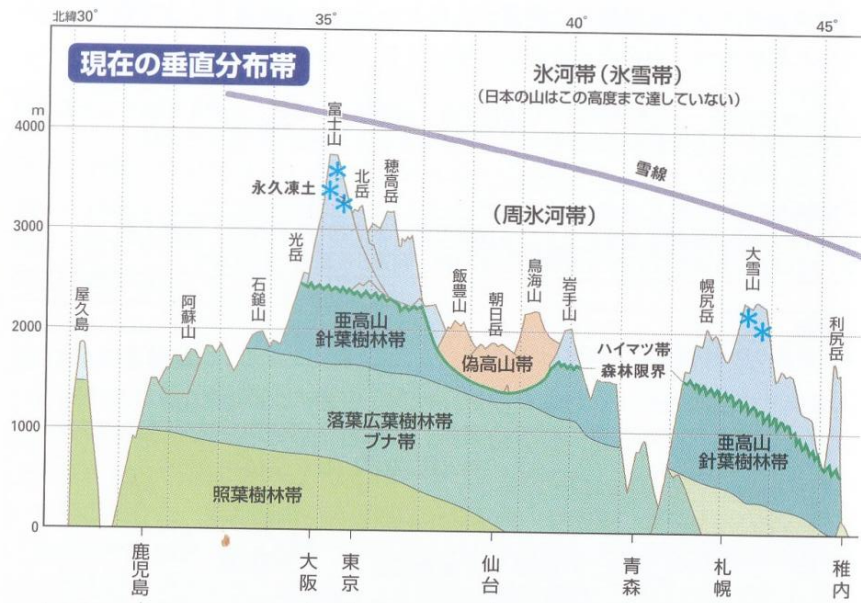 北緯30° 35° 40° 45°
現在の垂直分布帯
氷河帯(氷雪帯)
(日本の山はこの高度まで達していない)
m
4000
3000
2000
1000
0
雪線
(周氷河帯)
永久凍土
屋久島
阿蘇山
石鎚山
光岳
富士山
北岳
穂高岳
飯豊山
朝日岳
鳥海山
岩手山
幌尻岳
大雪山
利尻岳
亜高山
針葉樹林帯
偽高山帯
ハイマツ帯
森林限界
落葉広葉樹林帯
ブナ帯
亜高山
針葉樹林帯
照葉樹林帯
鹿児島
大阪
東京
仙台
青森
札幌
稚内